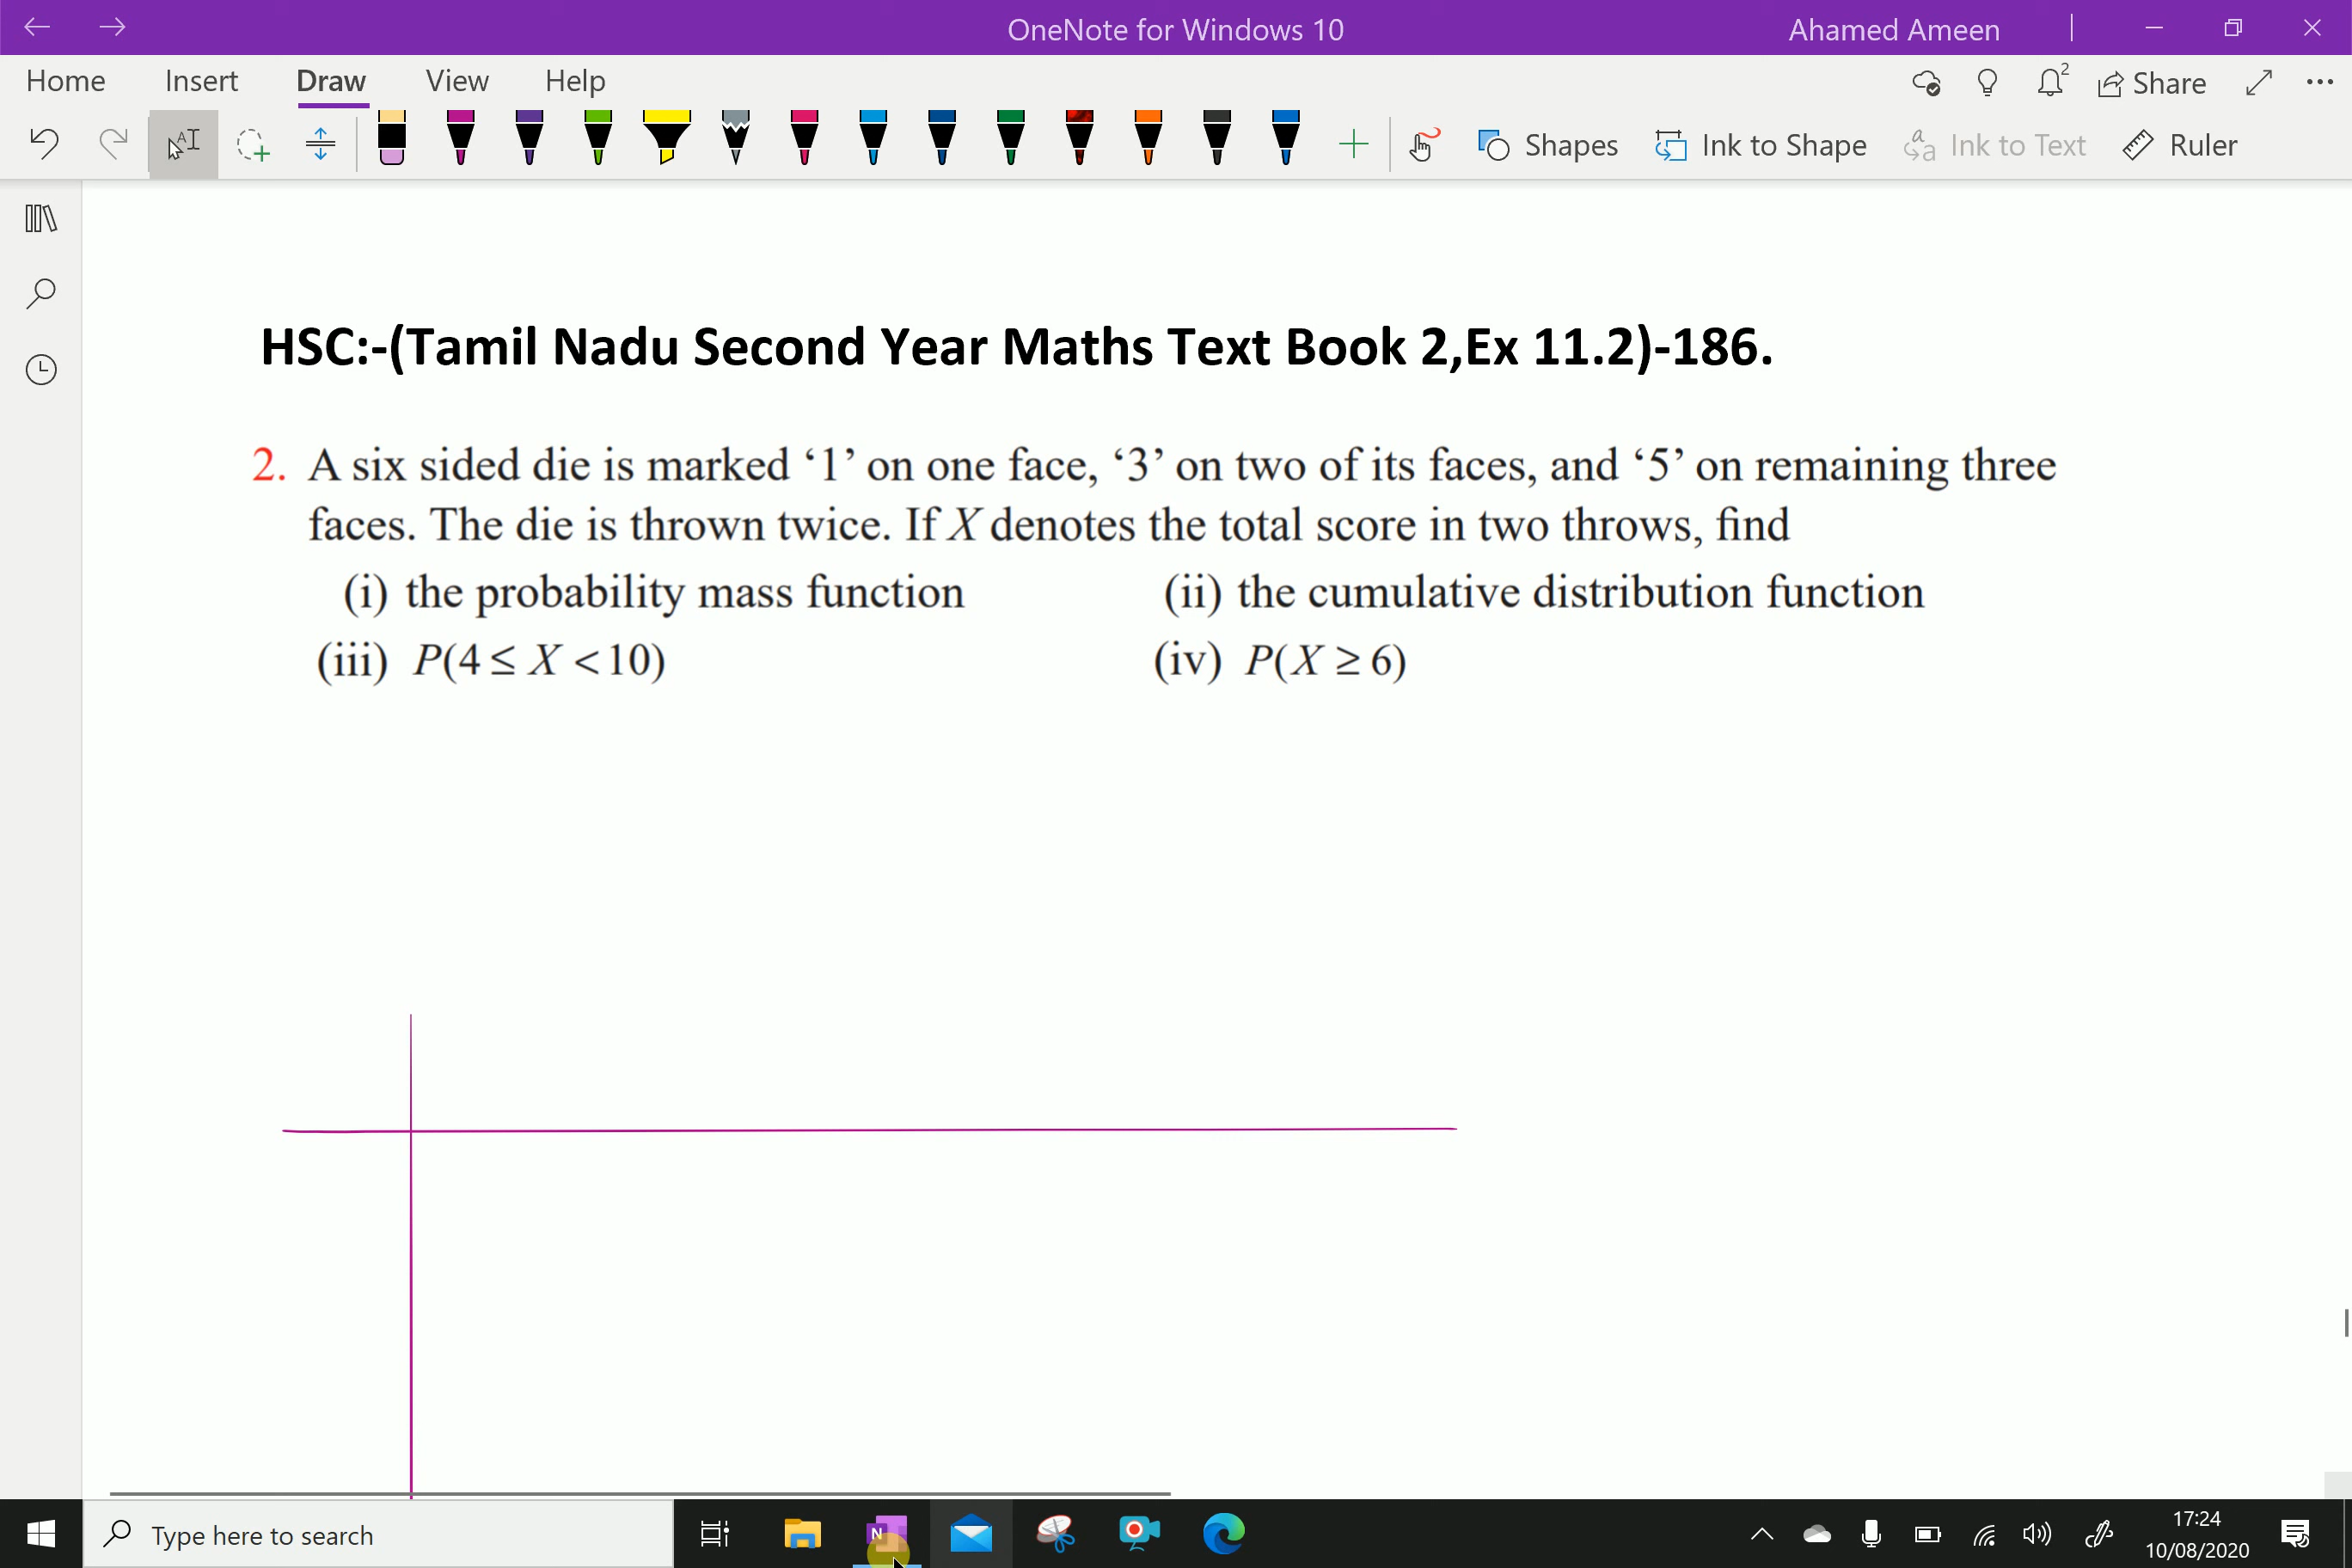 OneNote for Windows 10
Ahamed Ameen
Home Insert Draw View Help
2
Share
Shapes Ink to Shape Ink to Text Ruler
HSC:-(Tamil Nadu Second Year Maths Text Book 2,Ex 11.2)-186.
2. A six sided die is marked ‘1’ on one face, ‘3’ on two of its faces, and ‘5’ on remaining three
faces. The die is thrown twice. If X denotes the total score in two throws, find
(i) the probability mass function (ii) the cumulative distribution function
(iii) P(4 ≤ X < 10) (iv) P(X ≥ 6)
Type here to search
N
17:24
10/08/2020